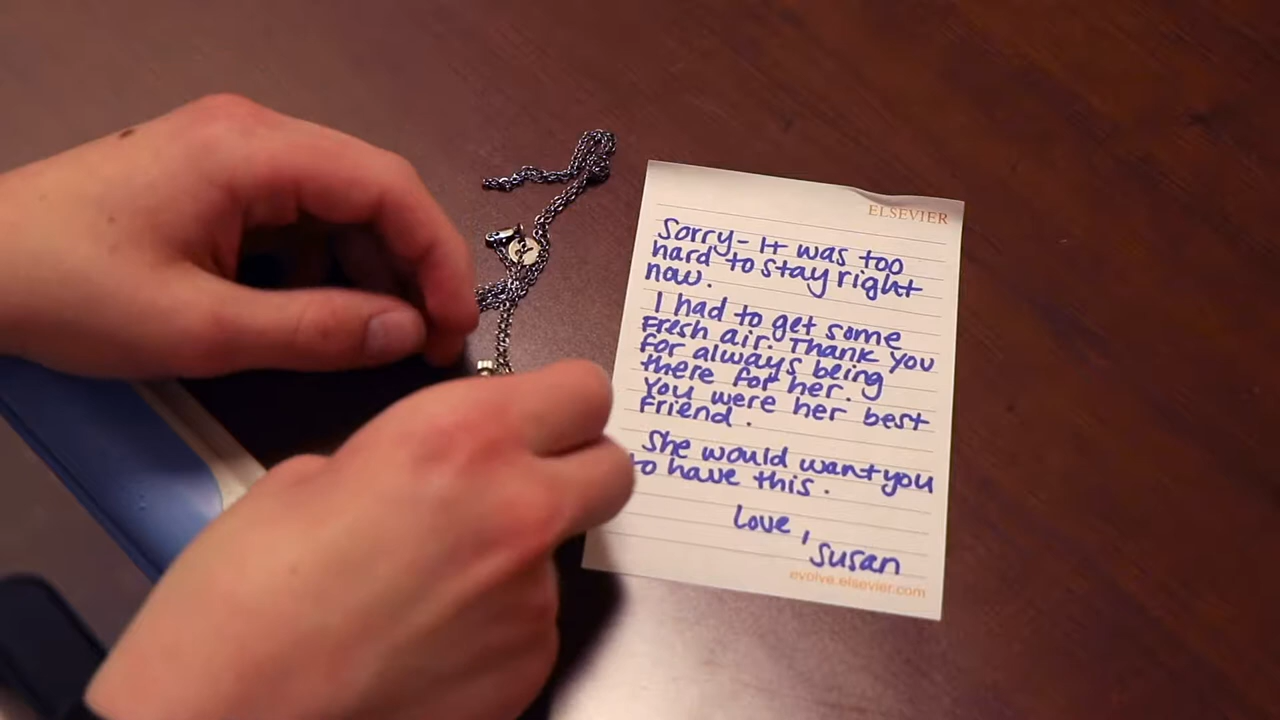 ELSEVIER
Sorry - It was too
hard to stay right
now.
I had to get some
Fresh air. Thank you
for always being
there for her.
You were her best
Friend.
She would want you
to have this.
Love,
Susan
evolve.elsevier.com